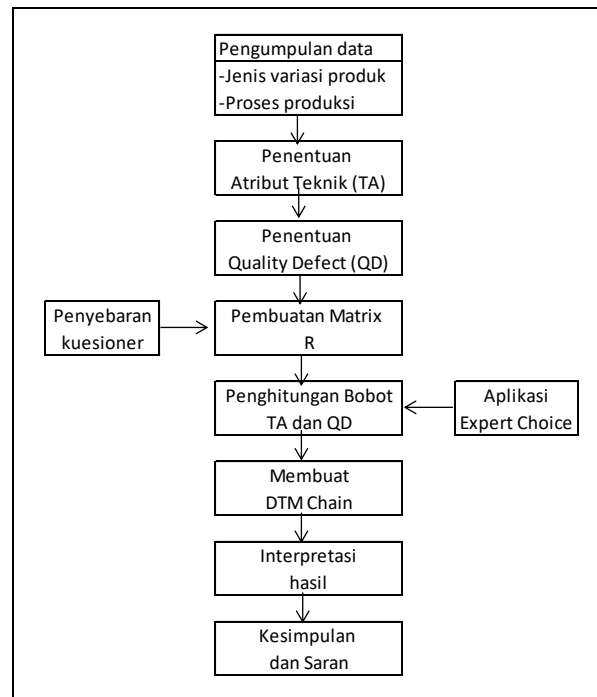 Pengumpulan data
-Jenis variasi produk
-Proses produksi
Penentuan
Atribut Teknik (TA)
Penentuan
Quality Defect (QD)
Penyebaran
kuesioner
Pembuatan Matrix
R
Penghitungan Bobot
TA dan QD
Aplikasi
Expert Choice
Membuat
DTM Chain
Interpretasi
hasil
Kesimpulan
dan Saran